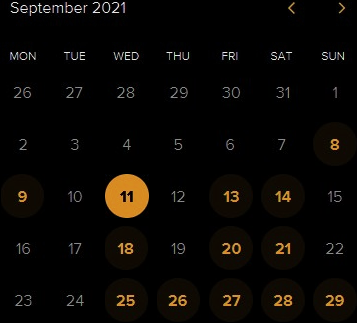 September 2021
MON TUE WED THU FRI SAT SUN
26 27 28 29 30 31 1
2 3 4 5 6 7 8
9 10 11 12 13 14 15
16 17 18 19 20 21 22
23 24 25 26 27 28 29